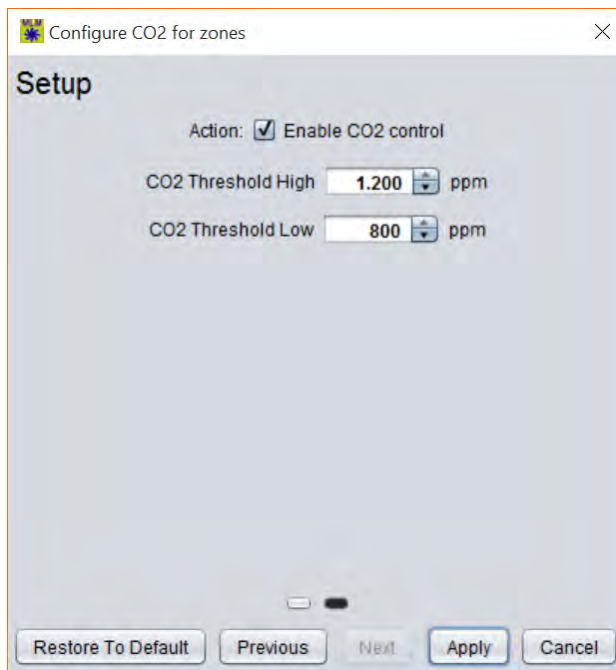 MLM
Configure CO2 for zones
Setup
Action: Enable CO2 control
CO2 Threshold High 1.200 ppm
CO2 Threshold Low 800 ppm
Restore To Default Previous Next Apply Cancel